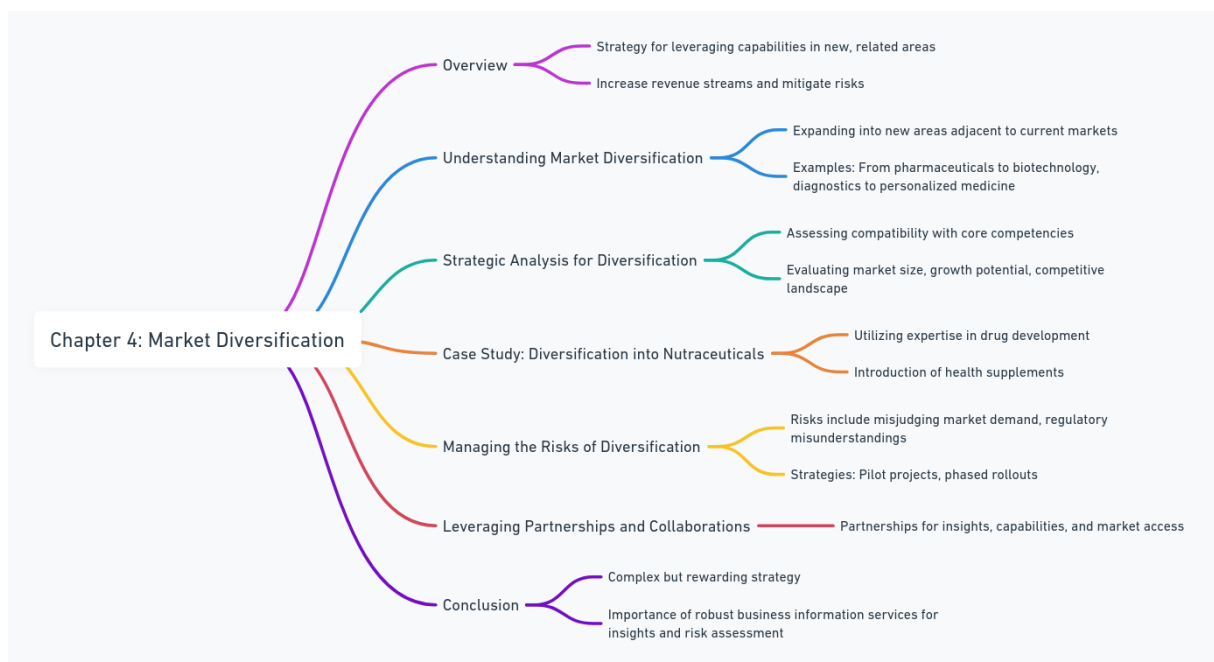 Chapter 4: Market Diversification
Overview
Strategy for leveraging capabilities in new, related areas
Increase revenue streams and mitigate risks
Understanding Market Diversification
Expanding into new areas adjacent to current markets
Examples: From pharmaceuticals to biotechnology,
diagnostics to personalized medicine
Strategic Analysis for Diversification
Assessing compatibility with core competencies
Evaluating market size, growth potential, competitive
landscape
Case Study: Diversification into Nutraceuticals
Utilizing expertise in drug development
Introduction of health supplements
Managing the Risks of Diversification
Risks include misjudging market demand, regulatory
misunderstandings
Strategies: Pilot projects, phased rollouts
Leveraging Partnerships and Collaborations
Partnerships for insights, capabilities, and market access
Conclusion
Complex but rewarding strategy
Importance of robust business information services for
insights and risk assessment